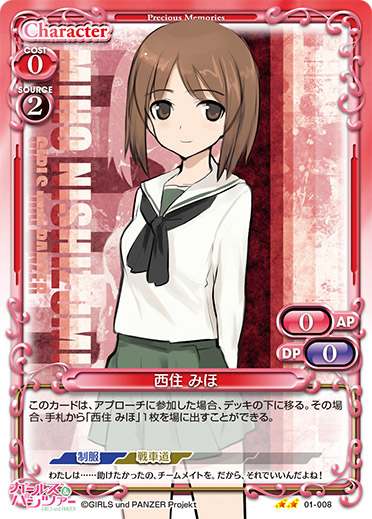 Precious Memories
Character
COST
0
SOURCE
2
MIHO NISHIZUMI
GIRLS UND PANZER
0 AP
DP 0
西住 みほ
このカードは、アプローチに参加した場合、デッキの下に移る。その場
合、手札から「西住 みほ」1枚を場に出すことができる。
制服 戦車道
わたしは……助けたかったの、チームメイトを。だから、それでいいんだよね!
ガールズ&パンツァー
GIRLS und PANZER
©GIRLS und PANZER Projekt
01-008